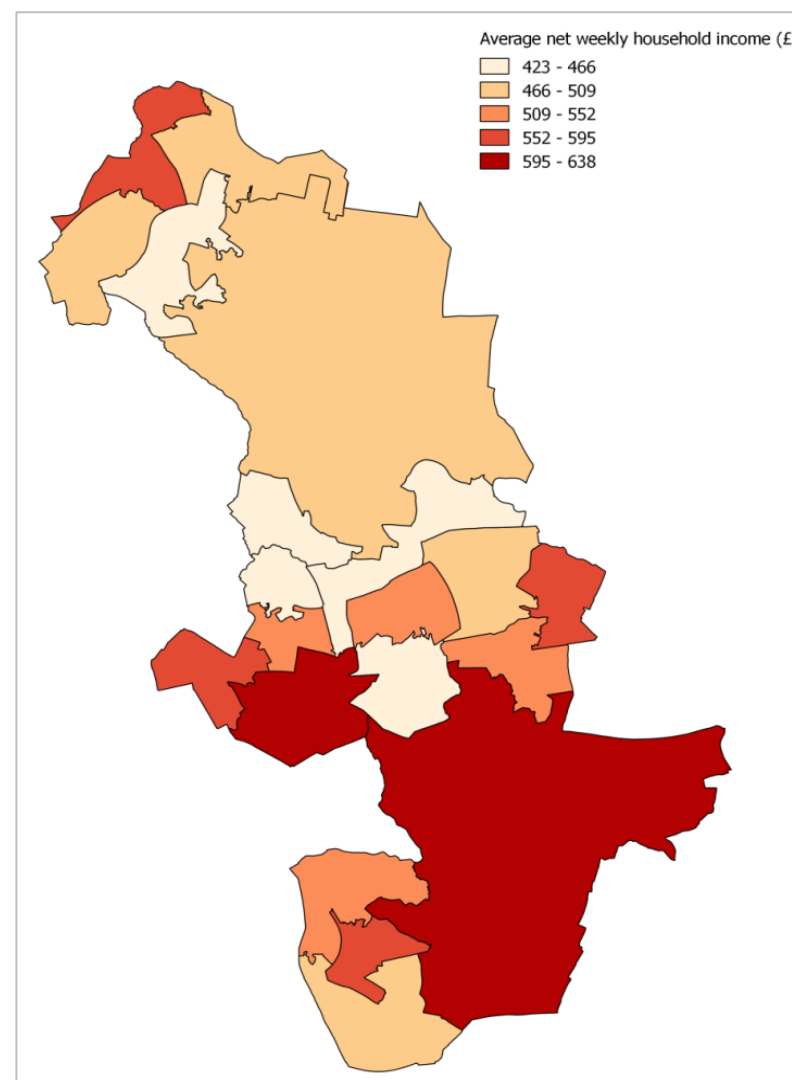 Average net weekly household income (£
423 - 466
466 - 509
509 - 552
552 - 595
595 - 638